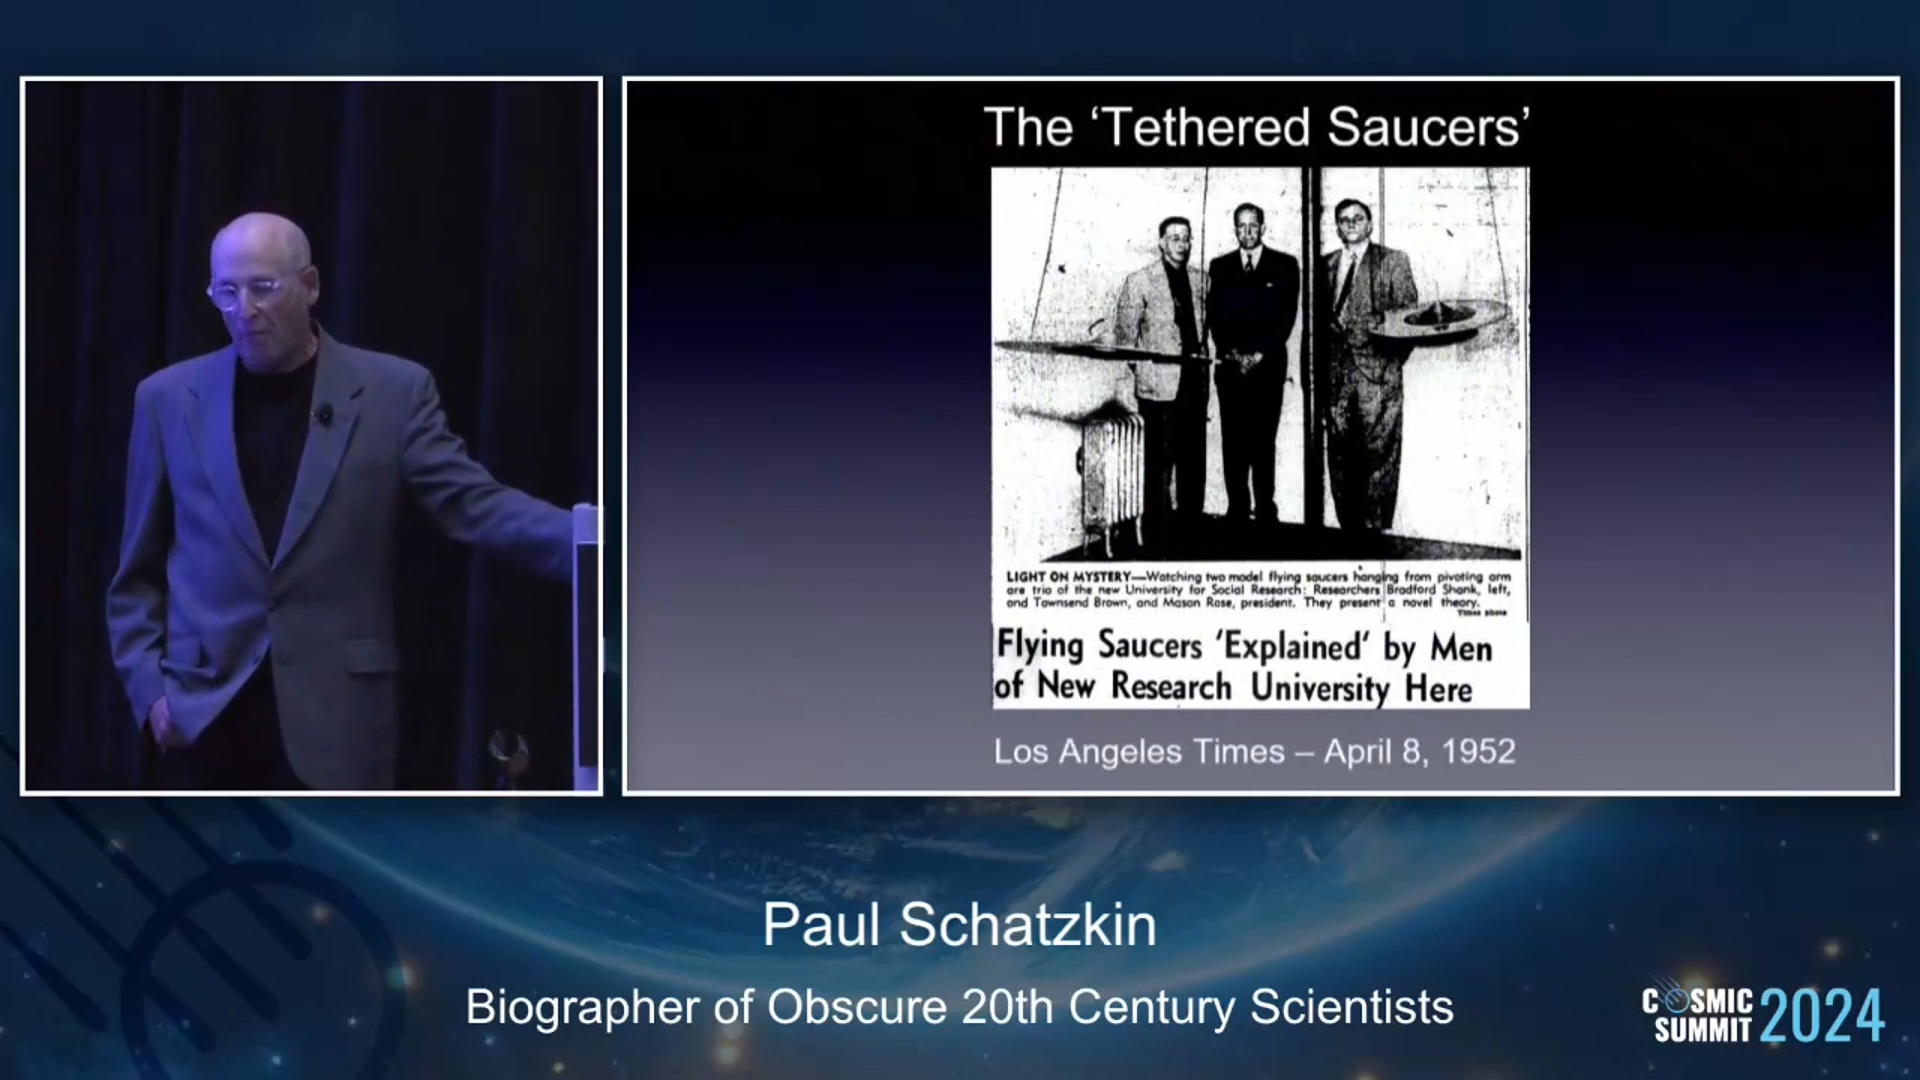 The ‘Tethered Saucers’
LIGHT ON MYSTERY—Watching two model flying saucers hanging from pivoting arm
are trio of the new University for Social Research: Researchers Bradford Shank, left,
and Townsend Brown, and Mason Rose, president. They present a novel theory.
Times photo
Flying Saucers ‘Explained’ by Men
of New Research University Here
Los Angeles Times – April 8, 1952
Paul Schatzkin
Biographer of Obscure 20th Century Scientists
COSMIC
SUMMIT 2024